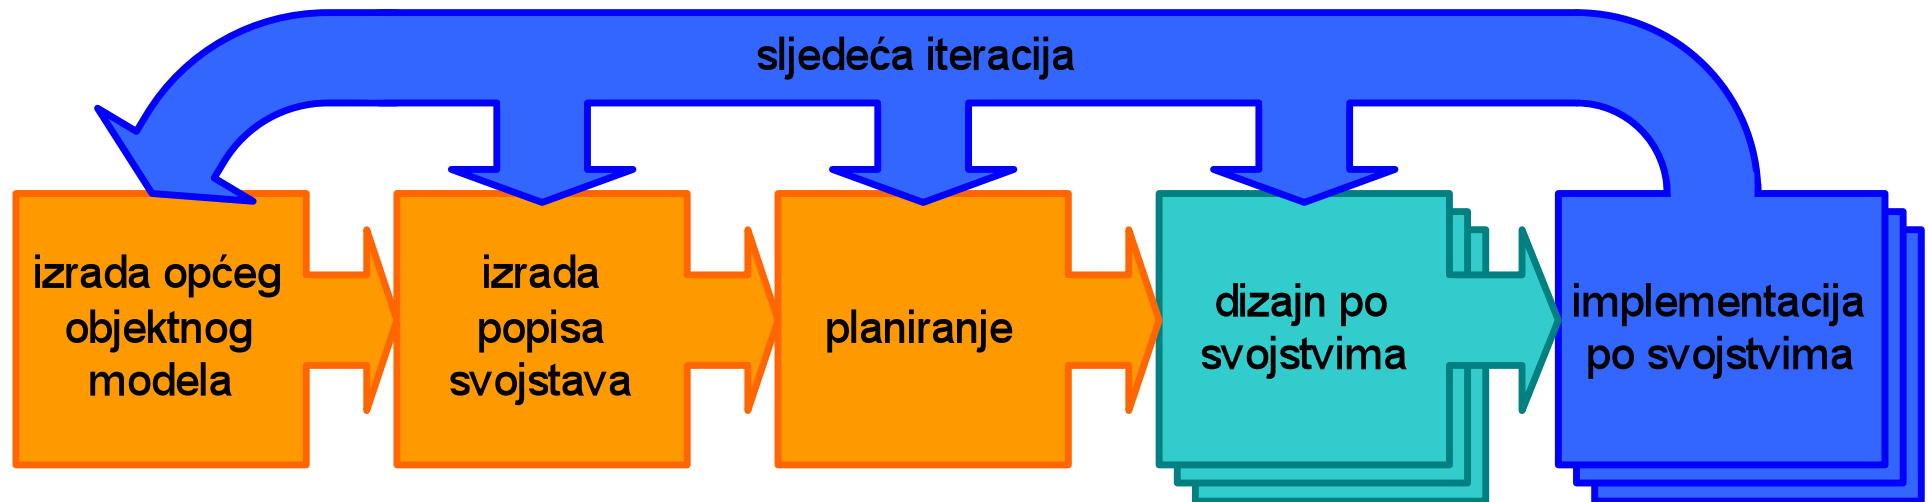 sljedeća iteracija
izrada općeg
objektnog
modela
izrada
popisa
svojstava
planiranje
dizajn po
svojstvima
implementacija
po svojstvima